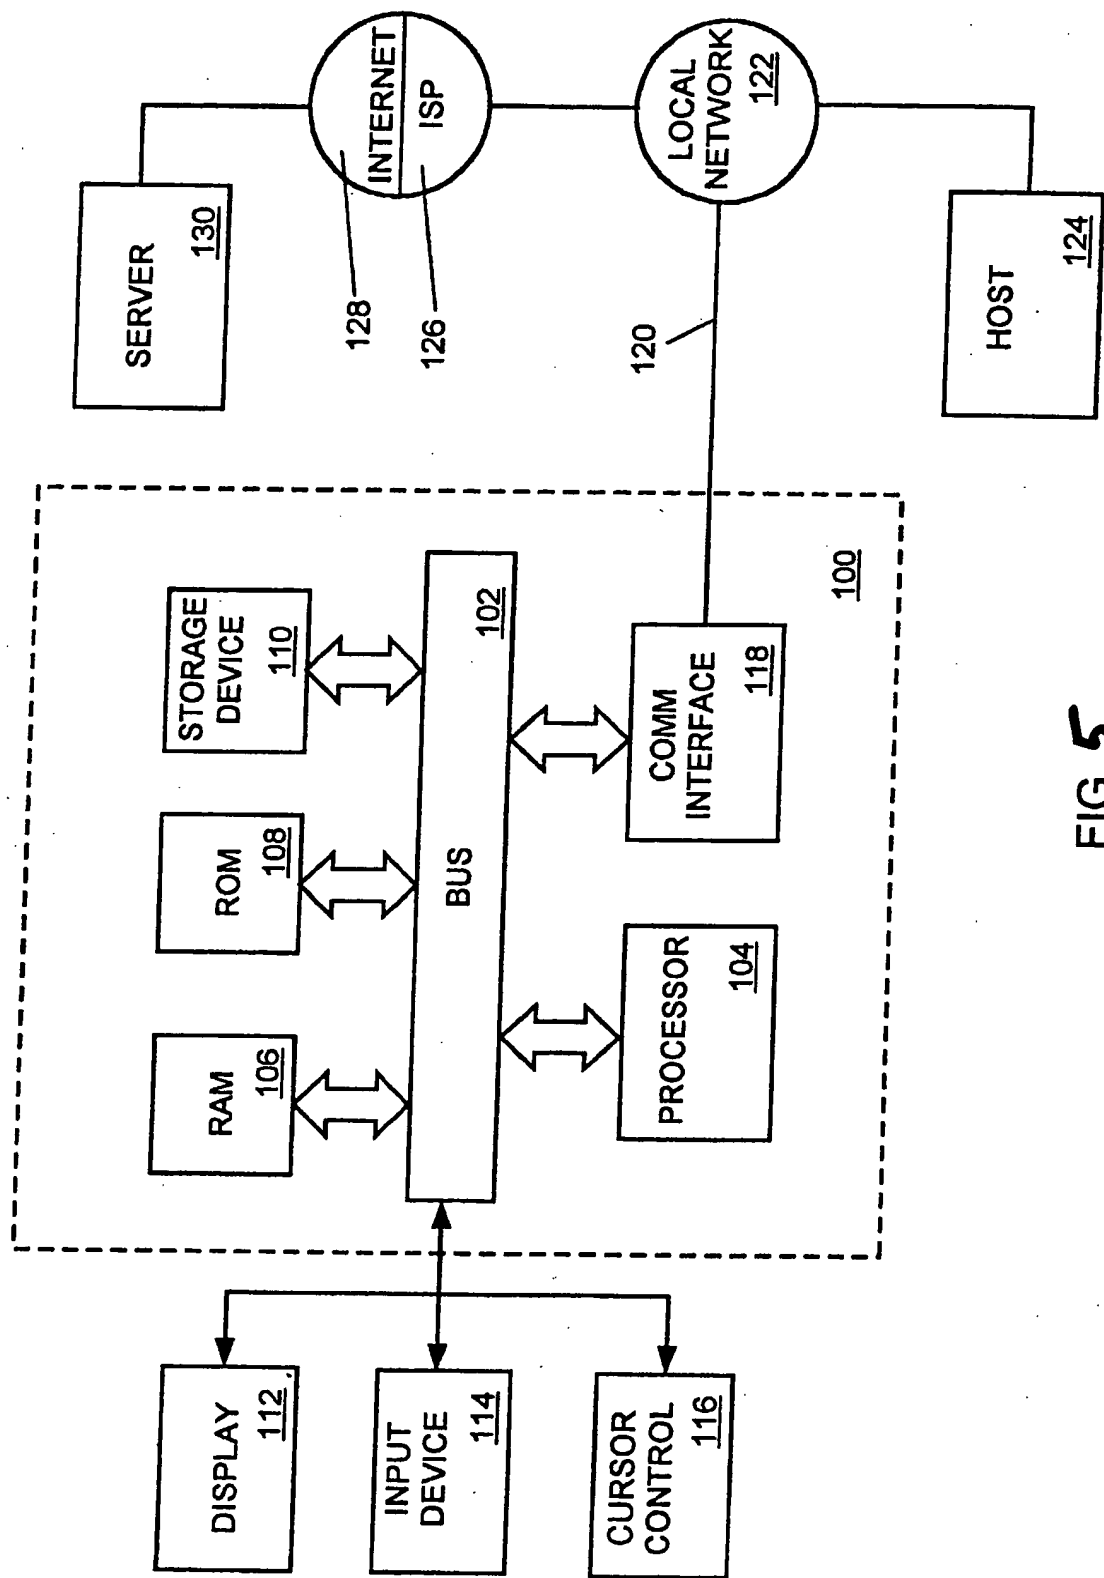 DISPLAY
112
INPUT
DEVICE
114
CURSOR
CONTROL
116
RAM
106
ROM
108
STORAGE
DEVICE
110
BUS
102
PROCESSOR
104
COMM
INTERFACE
118
100
SERVER
130
128
126
INTERNET
ISP
120
LOCAL
NETWORK
122
HOST
124
FIG. 5